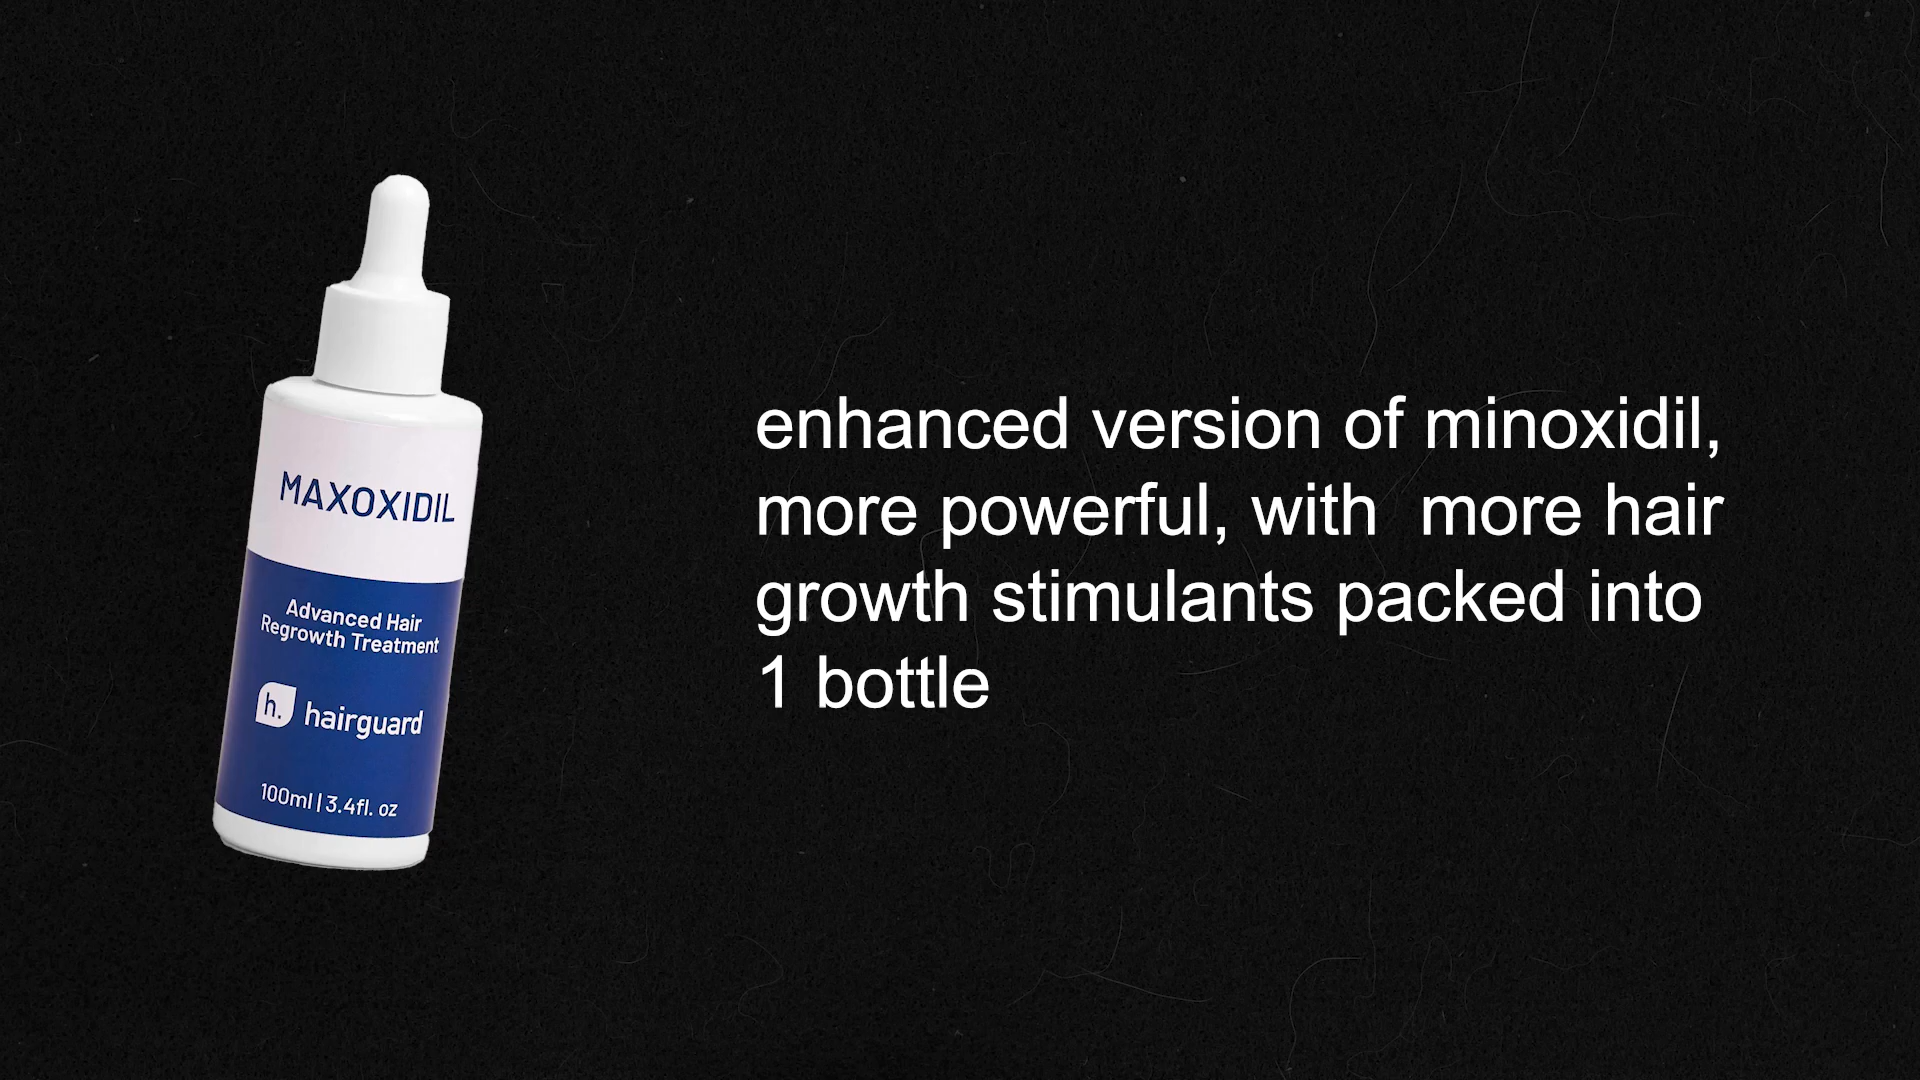 MAXOXIDIL
Advanced Hair
Regrowth Treatment
h. hairguard
100ml | 3.4fl. oz
enhanced version of minoxidil,
more powerful, with  more hair
growth stimulants packed into
1 bottle